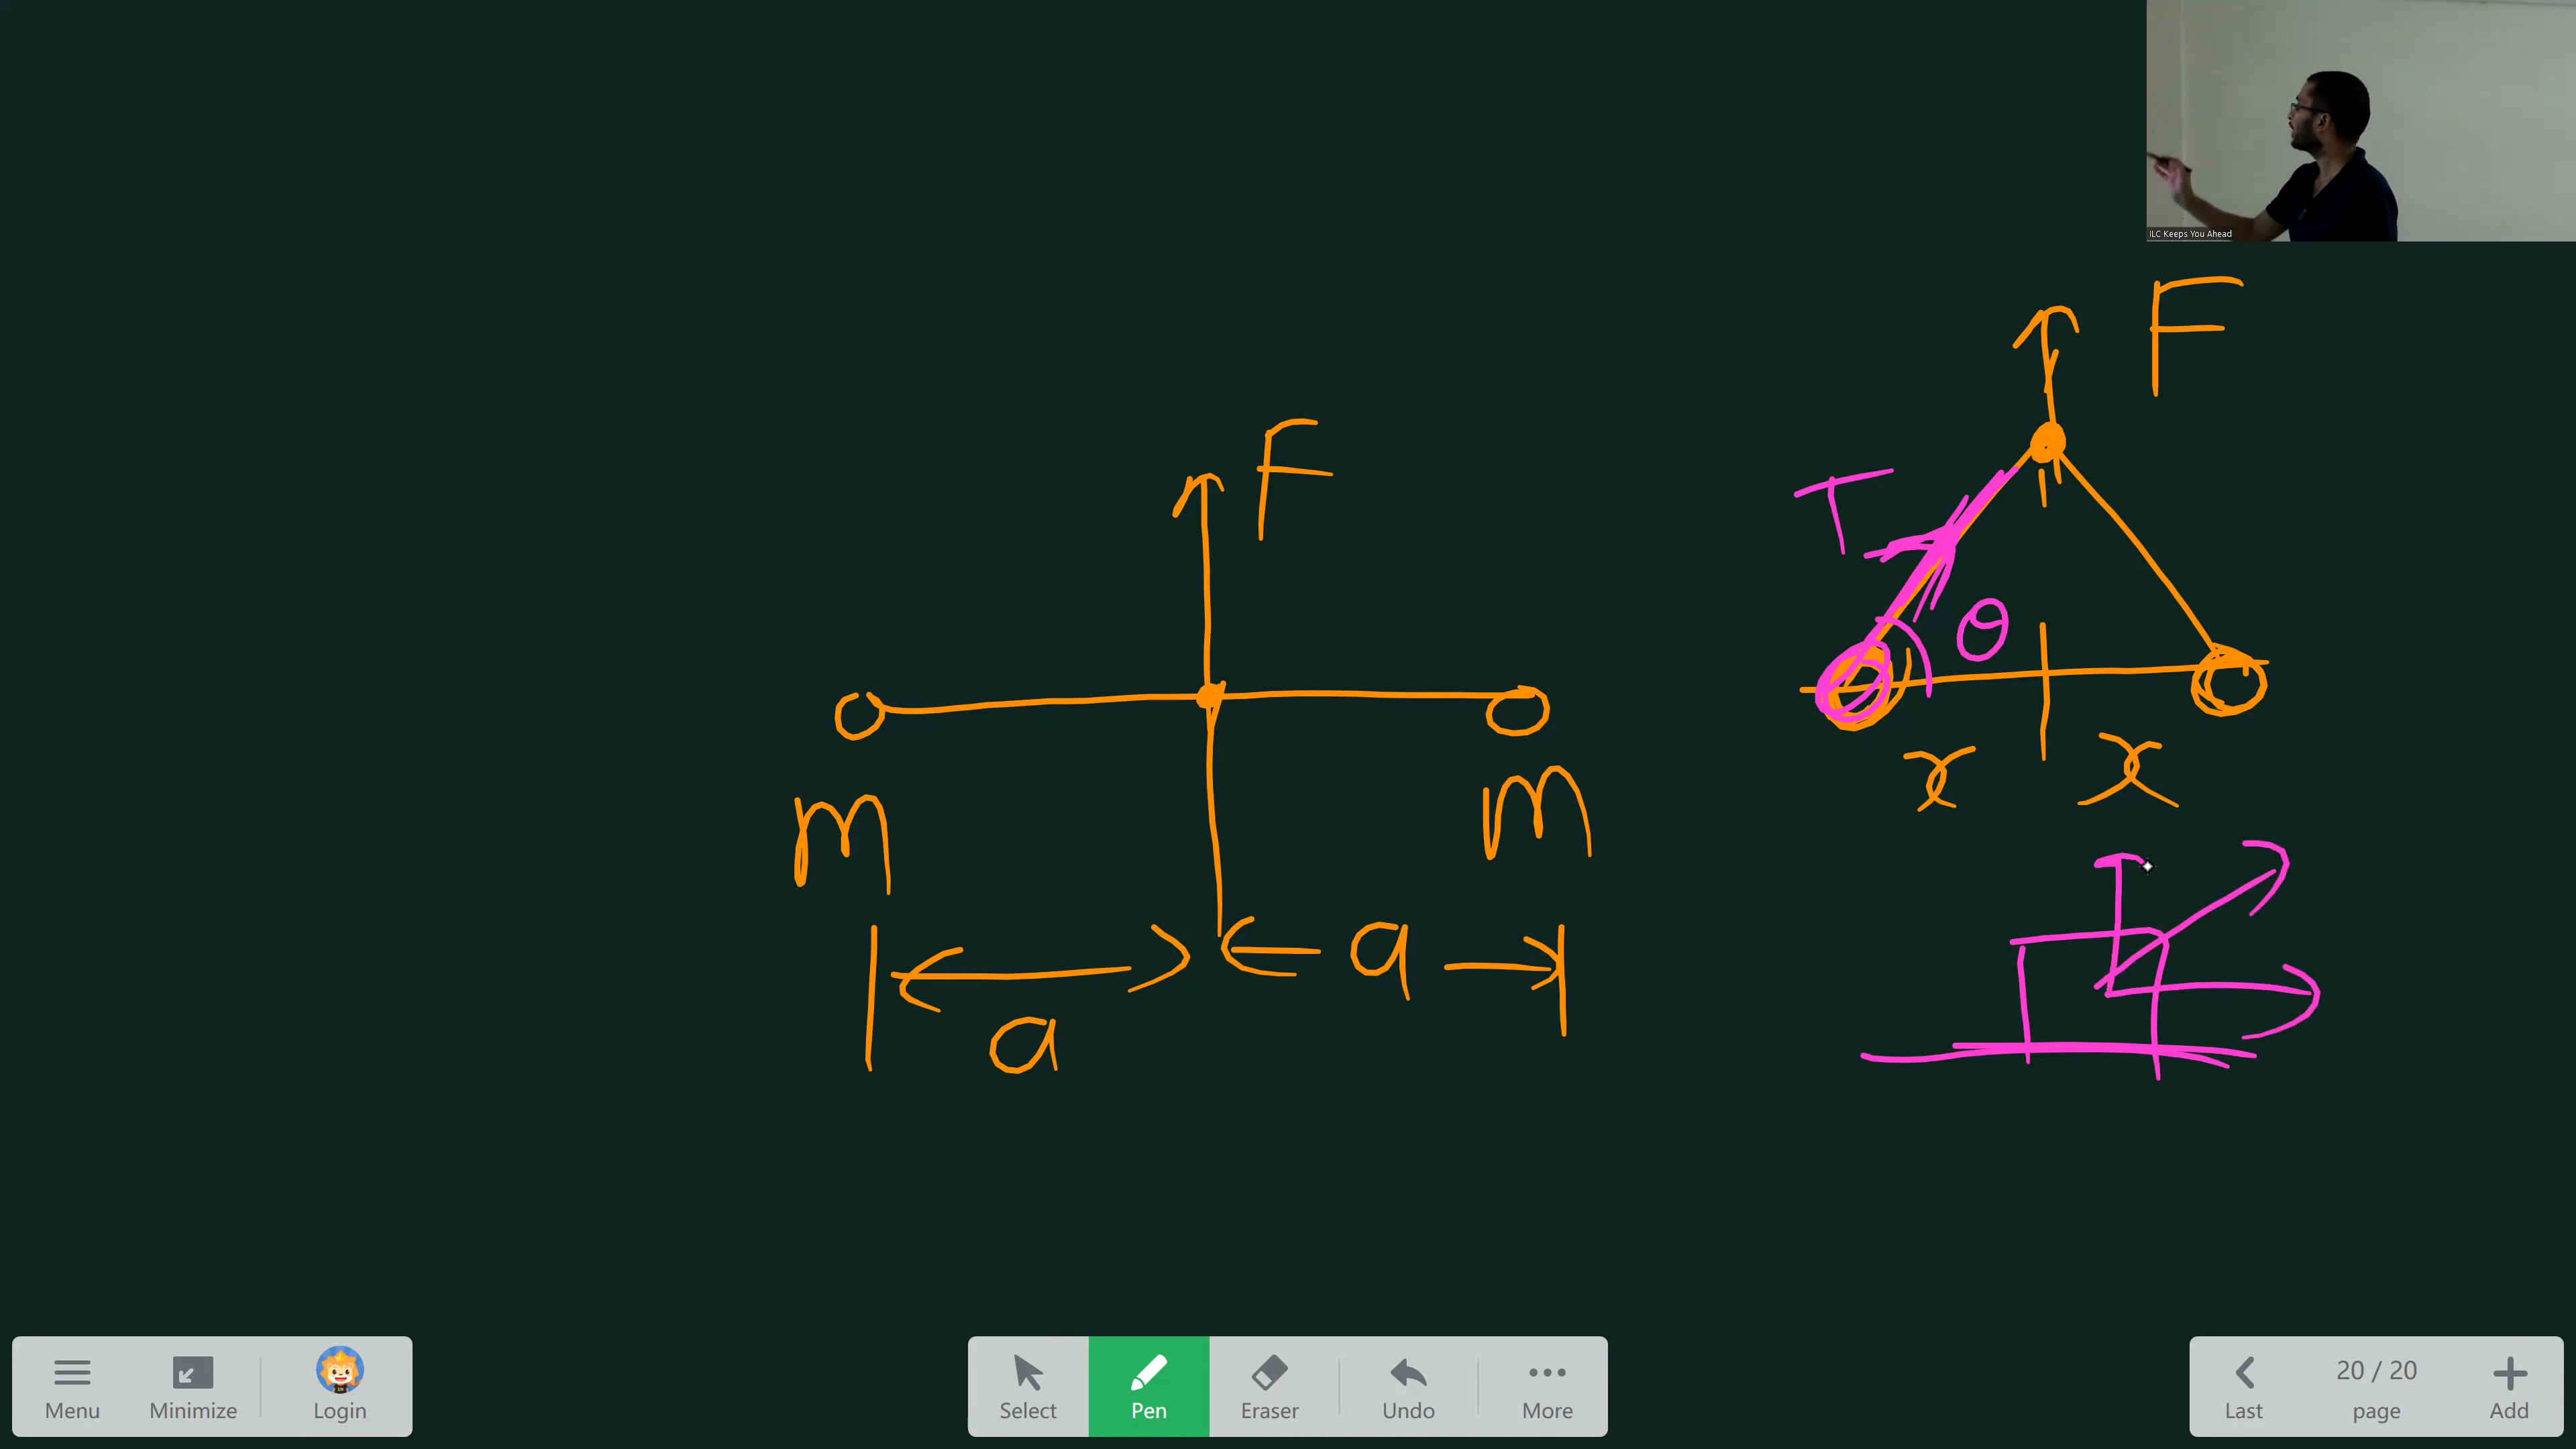 ILC Keeps You Ahead
F
F
T
θ
m
m
x
x
a
a
Menu
Minimize
Login
Select
Pen
Eraser
Undo
More
Last
20 / 20
page
Add